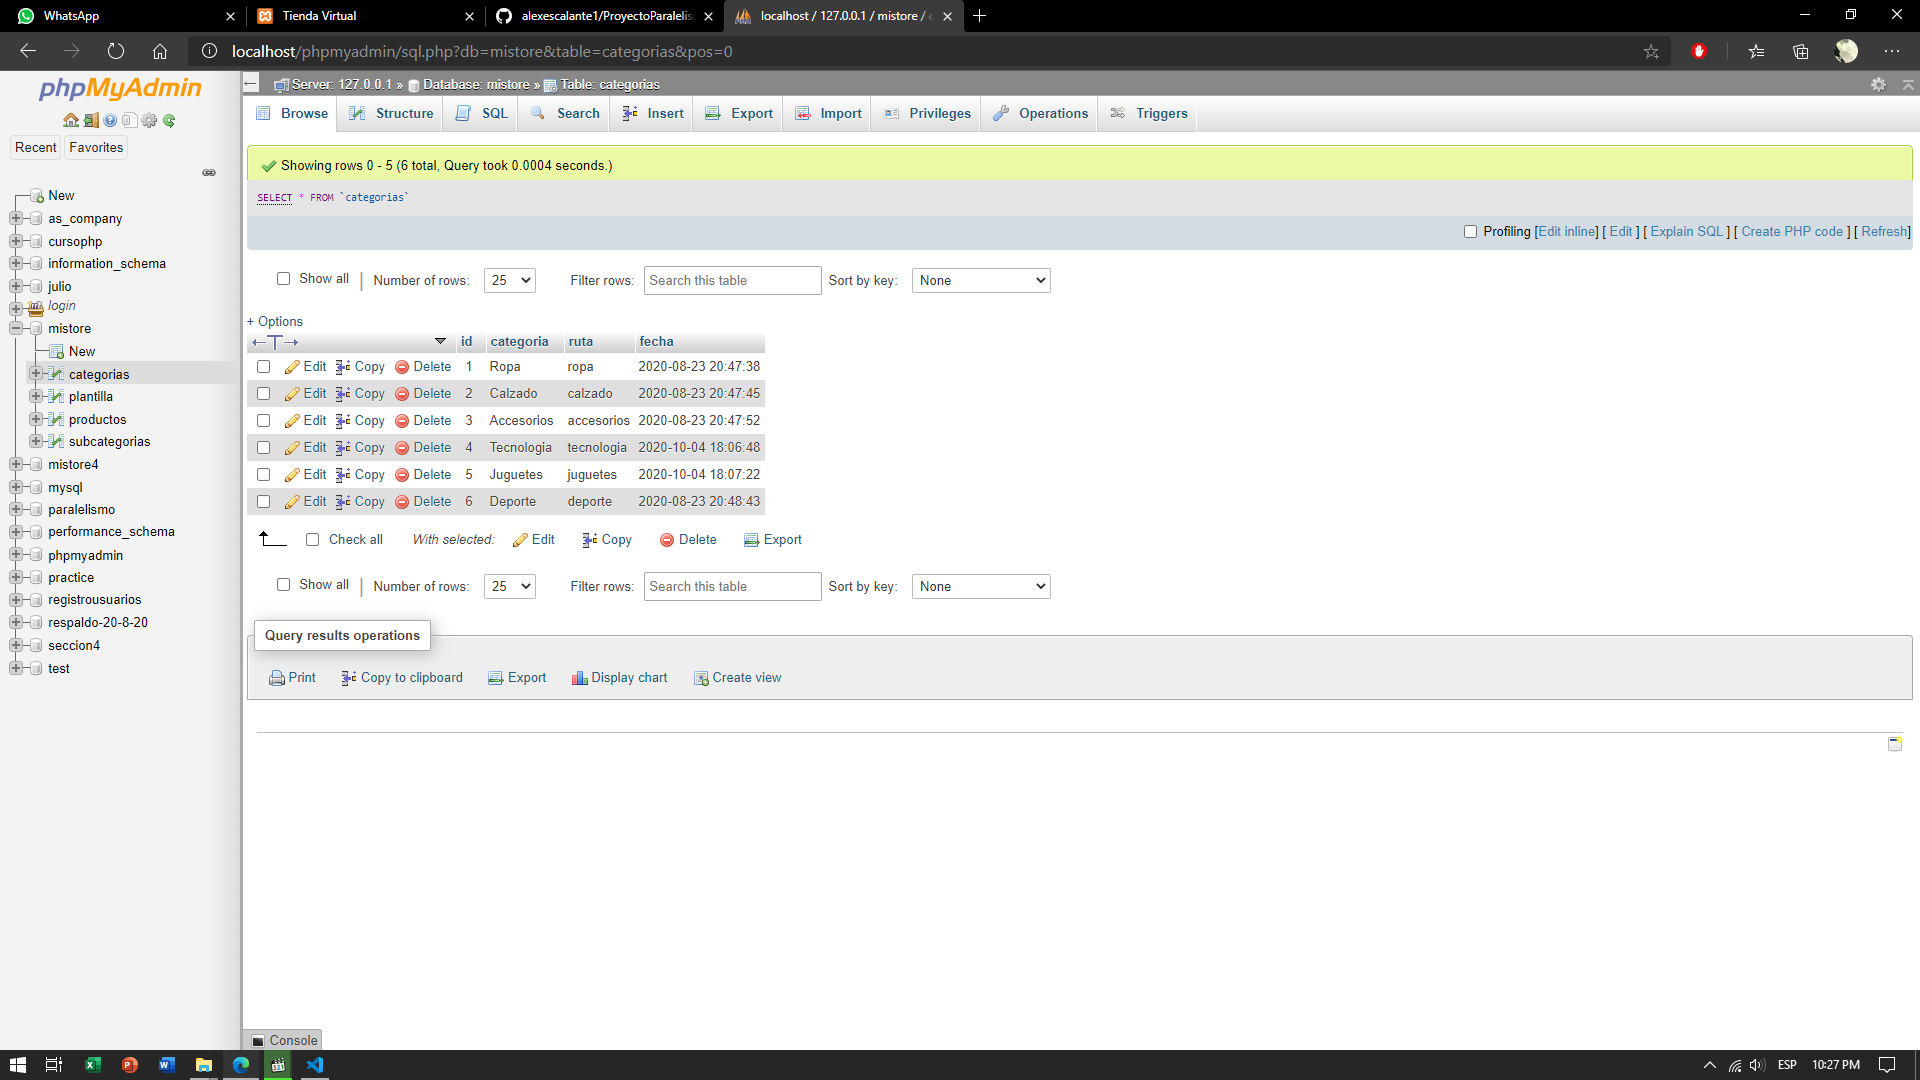 WhatsApp
Tienda Virtual
alexescalante1/ProyectoParalelis
localhost / 127.0.0.1 / mistore / c
localhost/phpmyadmin/sql.php?db=mistore&table=categorias&pos=0
phpMyAdmin
Recent
Favorites
New
as_company
cursophp
information_schema
julio
login
mistore
New
categorias
plantilla
productos
subcategorias
mistore4
mysql
paralelismo
performance_schema
phpmyadmin
practice
registrousuarios
respaldo-20-8-20
seccion4
test
Server: 127.0.0.1 » Database: mistore » Table: categorias
Browse Structure SQL Search Insert Export Import Privileges Operations Triggers
Showing rows 0 - 5 (6 total, Query took 0.0004 seconds.)
SELECT * FROM `categorias`
Profiling [Edit inline] [ Edit ] [ Explain SQL ] [ Create PHP code ] [ Refresh]
Show all | Number of rows: 25 Filter rows: Search this table Sort by key: None
+ Options
id categoria ruta fecha
Edit Copy Delete 1 Ropa ropa 2020-08-23 20:47:38
Edit Copy Delete 2 Calzado calzado 2020-08-23 20:47:45
Edit Copy Delete 3 Accesorios accesorios 2020-08-23 20:47:52
Edit Copy Delete 4 Tecnologia tecnologia 2020-10-04 18:06:48
Edit Copy Delete 5 Juguetes juguetes 2020-10-04 18:07:22
Edit Copy Delete 6 Deporte deporte 2020-08-23 20:48:43
Check all With selected: Edit Copy Delete Export
Show all | Number of rows: 25 Filter rows: Search this table Sort by key: None
Query results operations
Print Copy to clipboard Export Display chart Create view
Console
ESP 10:27 PM